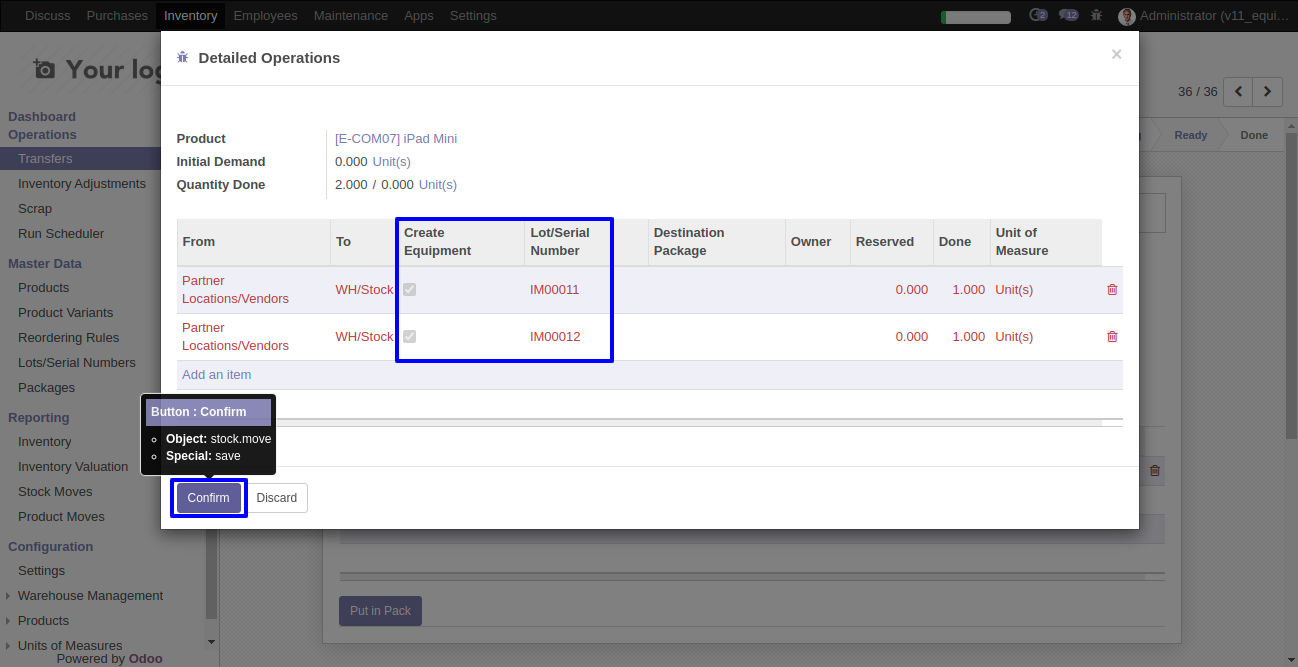 Discuss Purchases Inventory Employees Maintenance Apps Settings 2 12 Administrator (v11_equi...
Your log
36 / 36
Ready Done
Dashboard
Operations
Transfers
Inventory Adjustments
Scrap
Run Scheduler
Master Data
Products
Product Variants
Reordering Rules
Lots/Serial Numbers
Packages
Reporting
Inventory
Inventory Valuation
Stock Moves
Product Moves
Configuration
Settings
Warehouse Management
Products
Units of Measures
Powered by Odoo
Detailed Operations ×
Product [E-COM07] iPad Mini
Initial Demand 0.000 Unit(s)
Quantity Done 2.000 / 0.000 Unit(s)
From To Create Equipment Lot/Serial Number Destination Package Owner Reserved Done Unit of Measure
Partner Locations/Vendors WH/Stock IM00011 0.000 1.000 Unit(s)
Partner Locations/Vendors WH/Stock IM00012 0.000 1.000 Unit(s)
Add an item
Button : Confirm
Object: stock.move
Special: save
Confirm Discard
Put in Pack